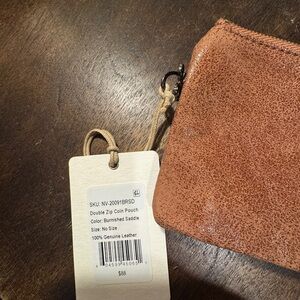 SKU: NV-20091BRSD
Double Zip Coin Pouch
Color: Burnished Saddle
Size: No Size
100% Genuine Leather
$88